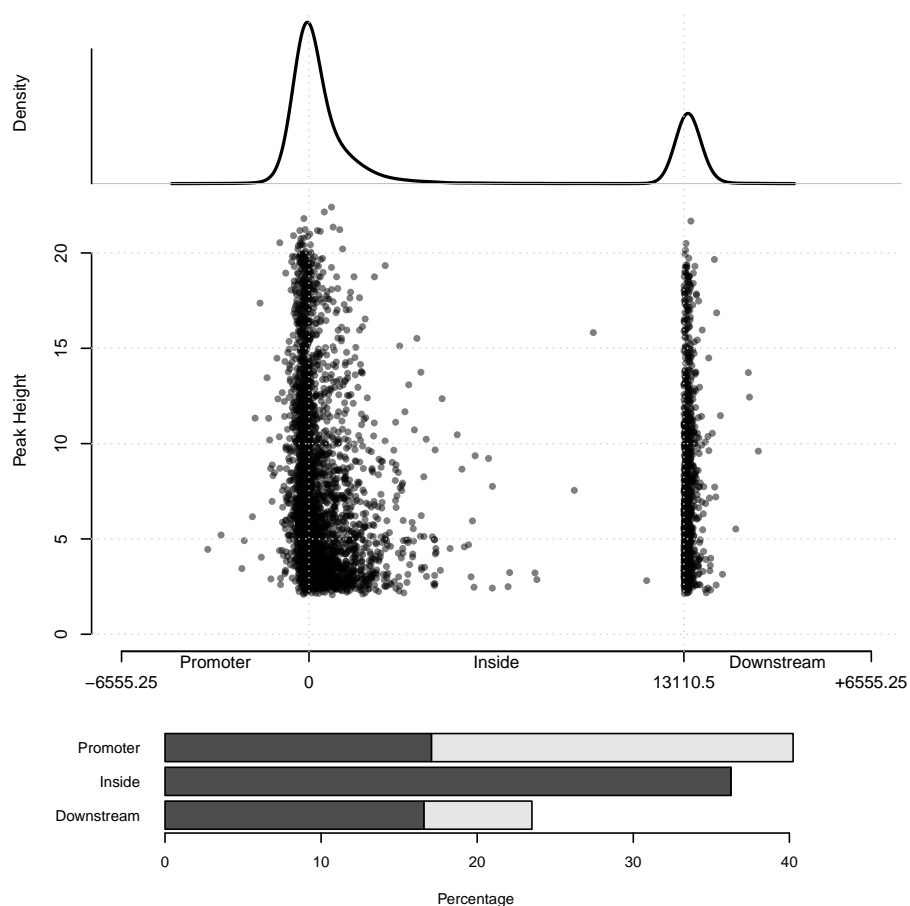 Density
20
15
10
5
0
Peak Height
Promoter Inside Downstream
−6555.25 0 13110.5 +6555.25
Promoter
Inside
Downstream
0 10 20 30 40
Percentage